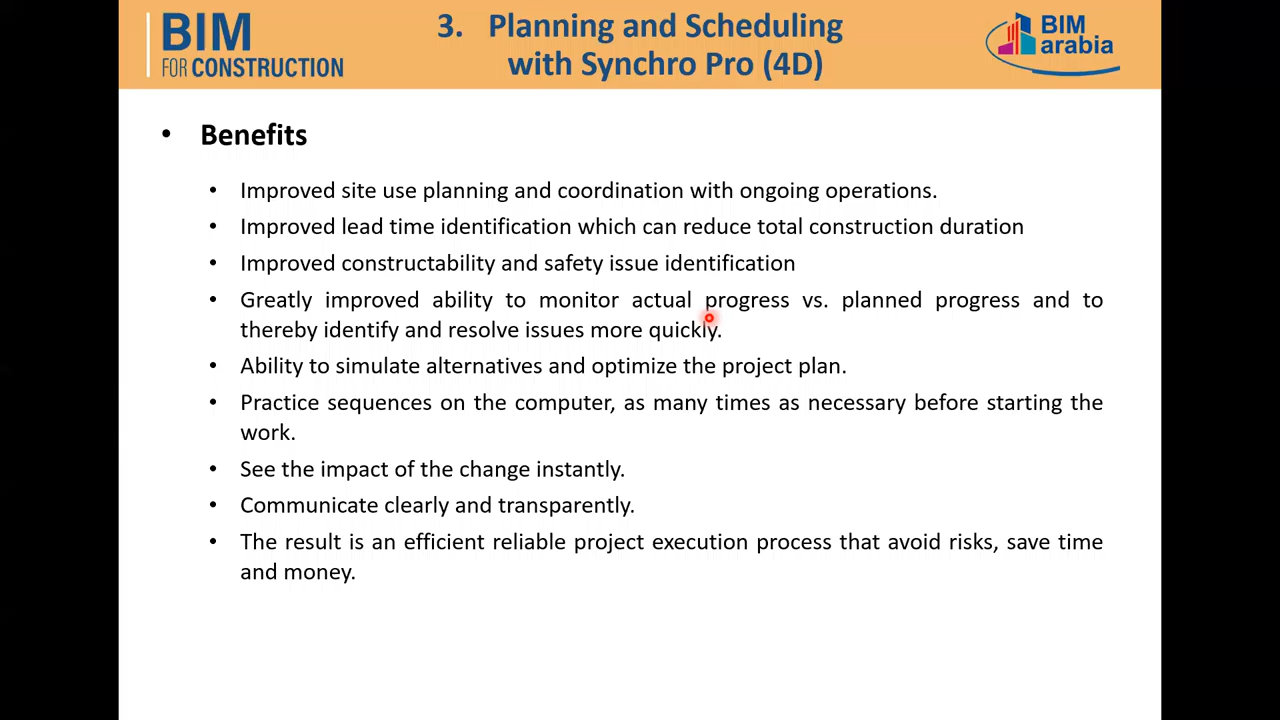 BIM
FOR CONSTRUCTION
3. Planning and Scheduling
with Synchro Pro (4D)
BIM
arabia
• Benefits
• Improved site use planning and coordination with ongoing operations.
• Improved lead time identification which can reduce total construction duration
• Improved constructability and safety issue identification
• Greatly improved ability to monitor actual progress vs. planned progress and to
thereby identify and resolve issues more quickly.
• Ability to simulate alternatives and optimize the project plan.
• Practice sequences on the computer, as many times as necessary before starting the
work.
• See the impact of the change instantly.
• Communicate clearly and transparently.
• The result is an efficient reliable project execution process that avoid risks, save time
and money.